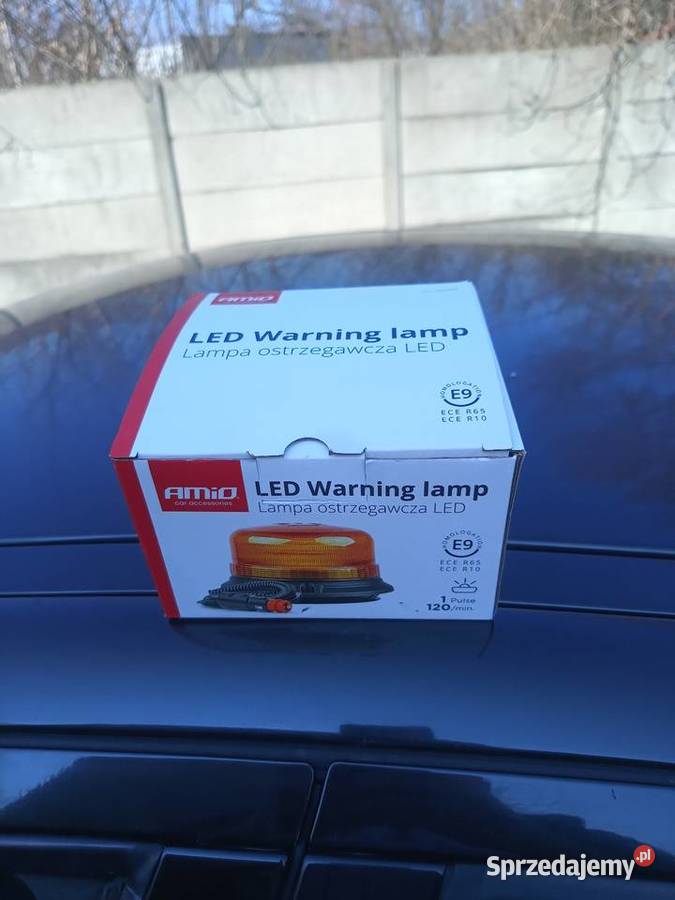 AMiO
LED Warning lamp
Lampa ostrzegawcza LED
HOMOLOGATION
E9
ECE R65
ECE R10
AMiO®
car accessories
LED Warning lamp
Lampa ostrzegawcza LED
HOMOLOGATION
E9
ECE R65
ECE R10
1 Pulse
120/min.
Sprzedajemy.pl